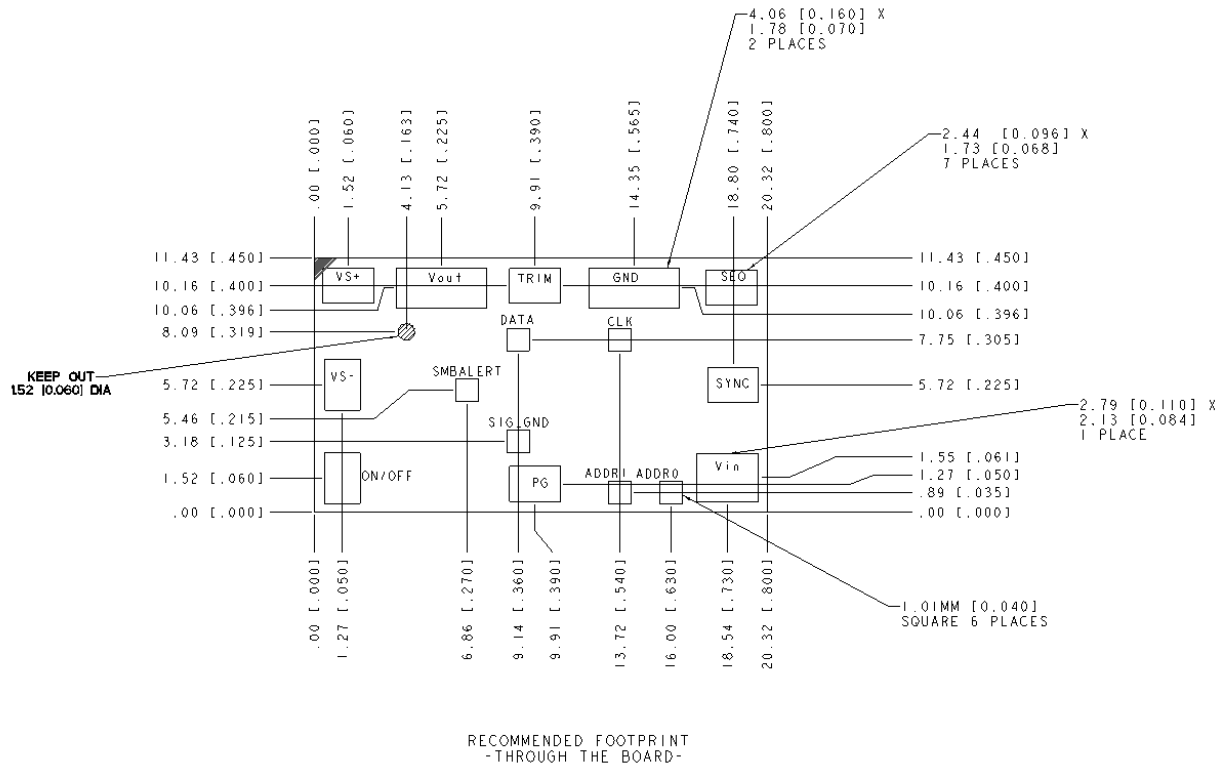 4.06 [0.160] X
1.78 [0.070]
2 PLACES
.00 [.000]
1.52 [.060]
4.13 [.163]
5.72 [.225]
9.91 [.390]
14.35 [.565]
18.80 [.740]
20.32 [.800]
2.44 [0.096] X
1.73 [0.068]
7 PLACES
11.43 [.450]
10.16 [.400]
10.06 [.396]
8.09 [.319]
KEEP OUT
1.52 [0.060] DIA
5.72 [.225]
5.46 [.215]
3.18 [.125]
1.52 [.060]
.00 [.000]
VS+
Vout
TRIM
GND
SEQ
DATA
CLK
VS-
SMBALERT
SYNC
SIG_GND
ON/OFF
PG
ADDR1
ADDR0
Vin
11.43 [.450]
10.16 [.400]
10.06 [.396]
7.75 [.305]
5.72 [.225]
2.79 [0.110] X
2.13 [0.084]
1 PLACE
1.55 [.061]
1.27 [.050]
.89 [.035]
.00 [.000]
.00 [.000]
1.27 [.050]
6.86 [.270]
9.14 [.360]
9.91 [.390]
13.72 [.540]
16.00 [.630]
18.54 [.730]
20.32 [.800]
1.01MM [0.040]
SQUARE 6 PLACES
RECOMMENDED FOOTPRINT
-THROUGH THE BOARD-